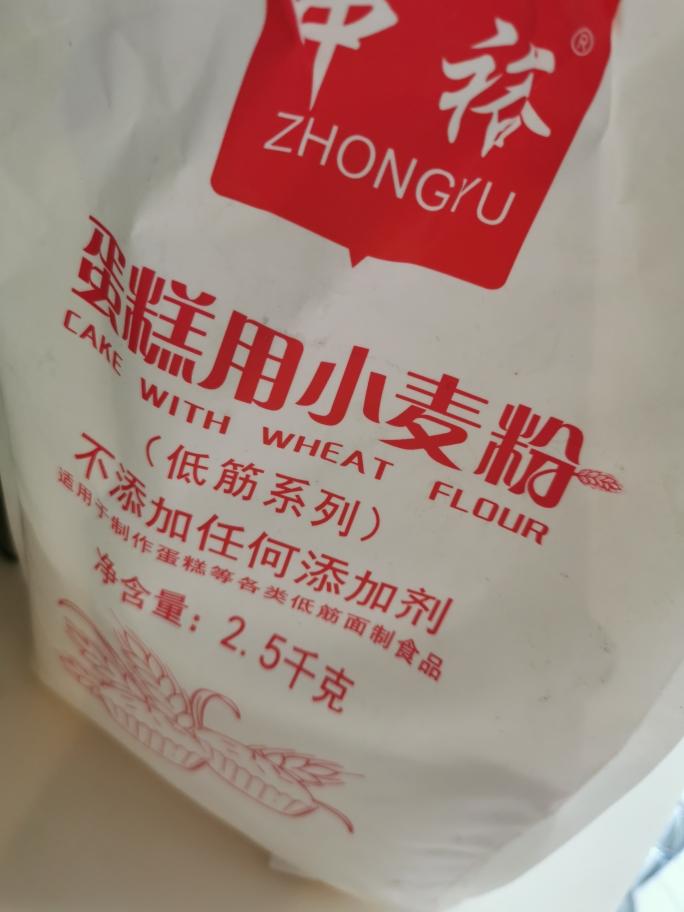 中裕®
ZHONGYU
蛋糕用小麦粉
CAKE WITH WHEAT FLOUR
（低筋系列）
不添加任何添加剂
适用于制作蛋糕等各类低筋面制食品
净含量：2.5千克